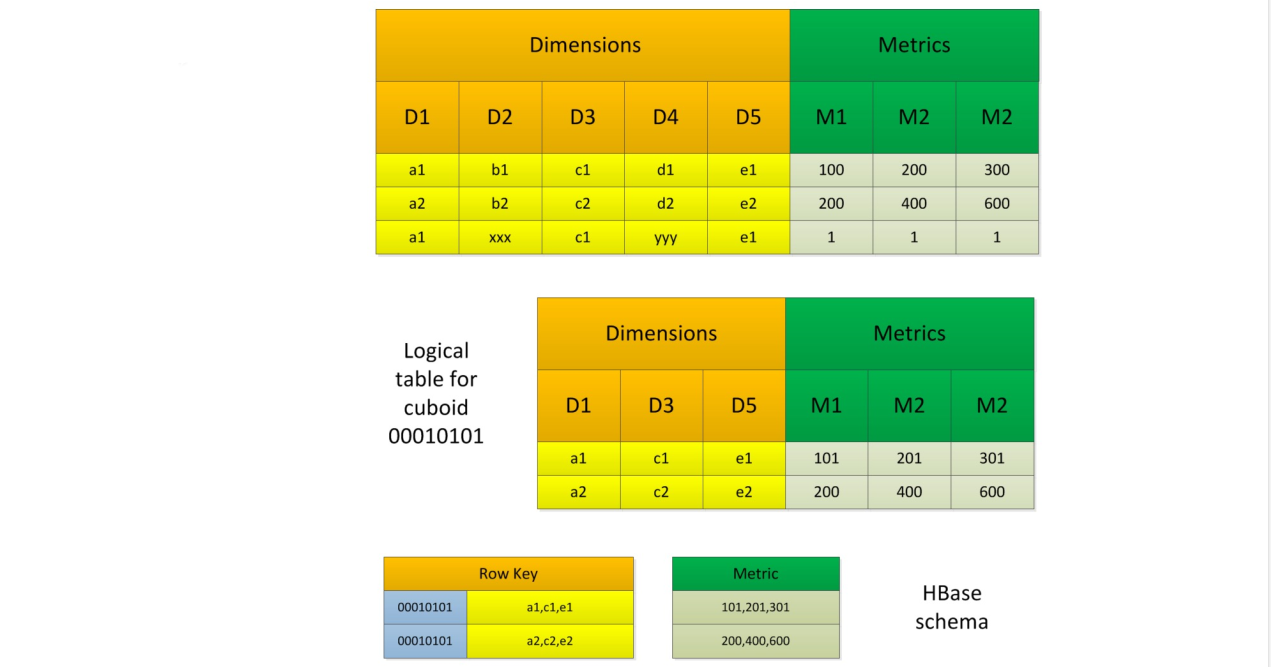 Dimensions Metrics
D1 D2 D3 D4 D5 M1 M2 M2
a1 b1 c1 d1 e1 100 200 300
a2 b2 c2 d2 e2 200 400 600
a1 xxx c1 yyy e1 1 1 1
Logical
table for
cuboid
00010101
Dimensions Metrics
D1 D3 D5 M1 M2 M2
a1 c1 e1 101 201 301
a2 c2 e2 200 400 600
Row Key Metric
00010101 a1,c1,e1 101,201,301
00010101 a2,c2,e2 200,400,600
HBase
schema